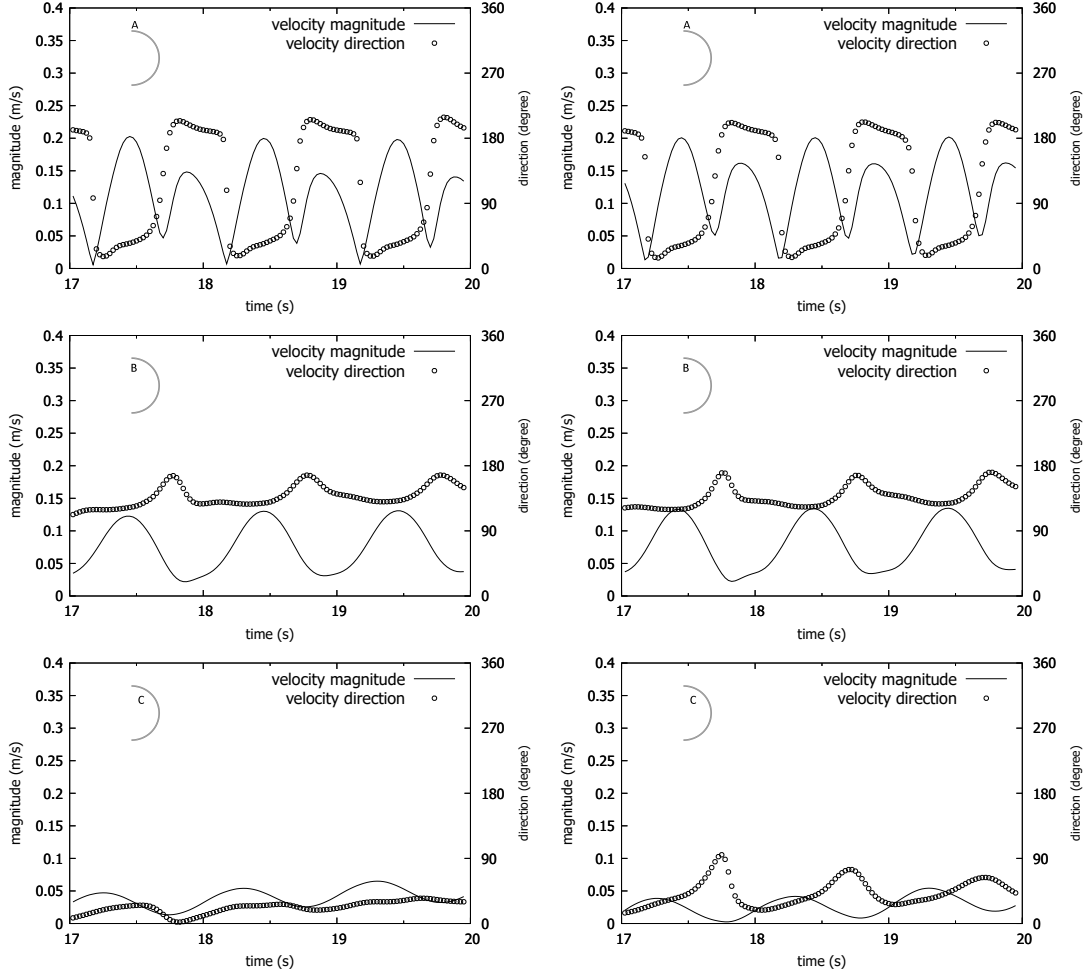 velocity magnitude
velocity direction
A
0.4
0.35
0.3
0.25
0.2
0.15
0.1
0.05
0
360
270
180
90
0
17 18 19 20
magnitude (m/s)
direction (degree)
time (s)
velocity magnitude
velocity direction
A
0.4
0.35
0.3
0.25
0.2
0.15
0.1
0.05
0
360
270
180
90
0
17 18 19 20
magnitude (m/s)
direction (degree)
time (s)
velocity magnitude
velocity direction
B
0.4
0.35
0.3
0.25
0.2
0.15
0.1
0.05
0
360
270
180
90
0
17 18 19 20
magnitude (m/s)
direction (degree)
time (s)
velocity magnitude
velocity direction
B
0.4
0.35
0.3
0.25
0.2
0.15
0.1
0.05
0
360
270
180
90
0
17 18 19 20
magnitude (m/s)
direction (degree)
time (s)
velocity magnitude
velocity direction
C
0.4
0.35
0.3
0.25
0.2
0.15
0.1
0.05
0
360
270
180
90
0
17 18 19 20
magnitude (m/s)
direction (degree)
time (s)
velocity magnitude
velocity direction
C
0.4
0.35
0.3
0.25
0.2
0.15
0.1
0.05
0
360
270
180
90
0
17 18 19 20
magnitude (m/s)
direction (degree)
time (s)